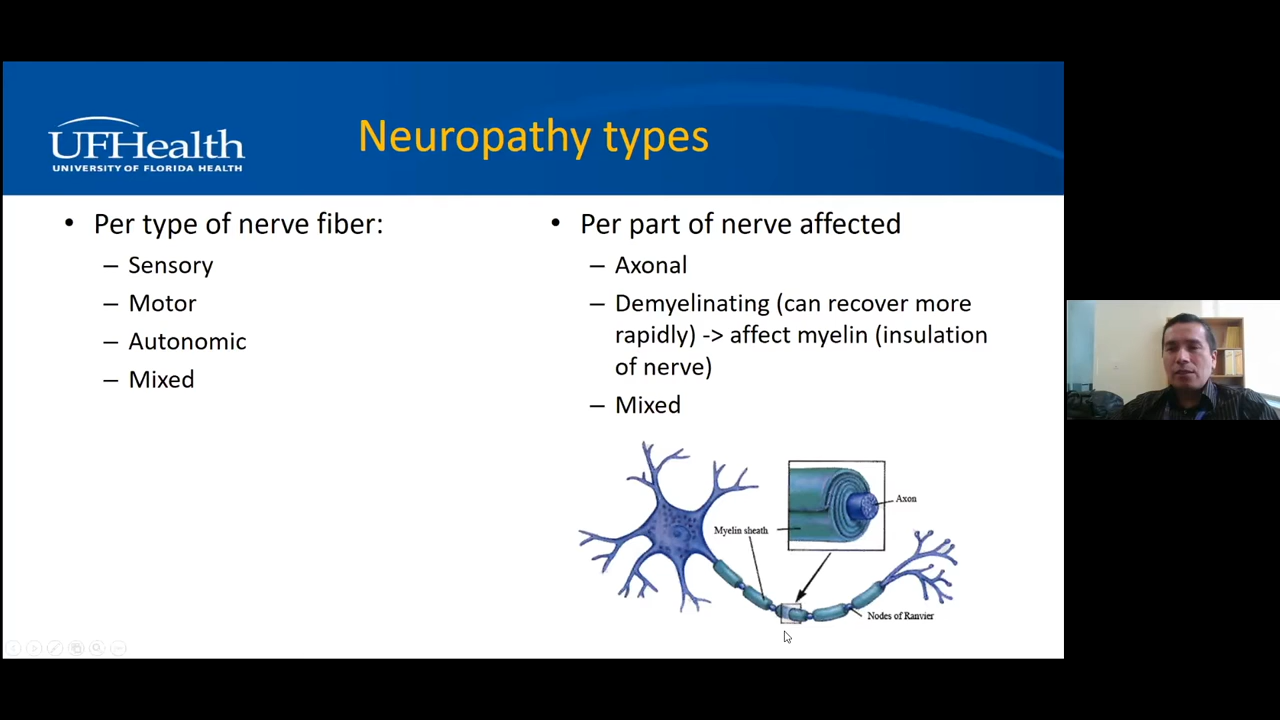 UFHealth
UNIVERSITY OF FLORIDA HEALTH
Neuropathy types
• Per type of nerve fiber:
– Sensory
– Motor
– Autonomic
– Mixed
• Per part of nerve affected
– Axonal
– Demyelinating (can recover more
rapidly) -> affect myelin (insulation
of nerve)
– Mixed
Axon
Myelin sheath
Nodes of Ranvier